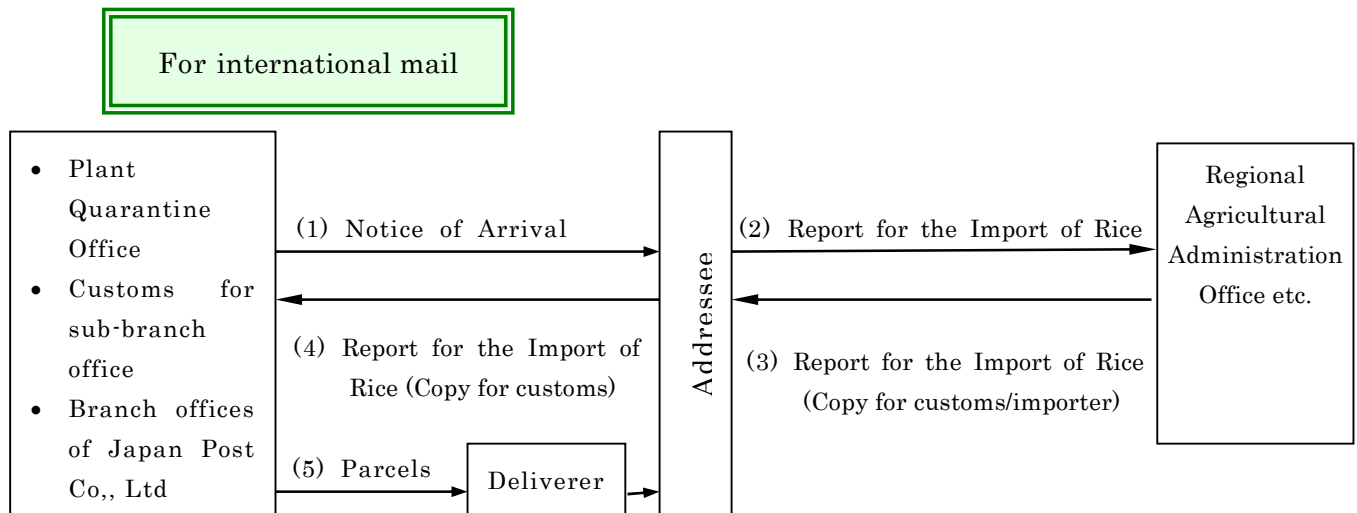 For international mail
• Plant
Quarantine
Office
• Customs for
sub-branch
office
• Branch offices
of Japan Post
Co,, Ltd
(1) Notice of Arrival
(4) Report for the Import of
Rice (Copy for customs)
(5) Parcels
Deliverer
Addressee
(2) Report for the Import of Rice
(3) Report for the Import of Rice
(Copy for customs/importer)
Regional
Agricultural
Administration
Office etc.